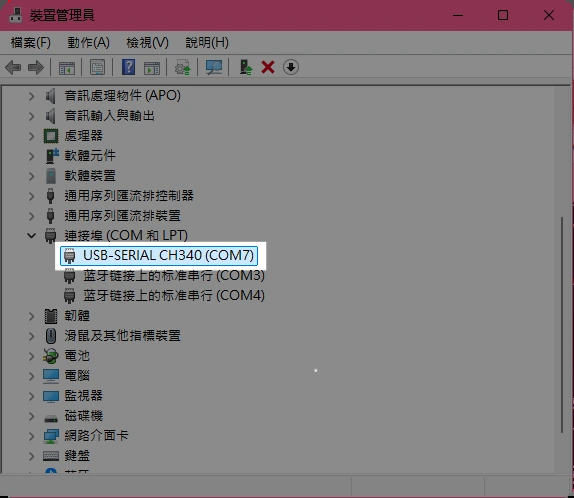 裝置管理員
檔案(F) 動作(A) 檢視(V) 說明(H)
音訊處理物件 (APO)
音訊輸入與輸出
處理器
軟體元件
軟體裝置
通用序列匯流排控制器
通用序列匯流排裝置
連接埠 (COM 和 LPT)
USB-SERIAL CH340 (COM7)
蓝牙链接上的标准串行 (COM3)
蓝牙链接上的标准串行 (COM4)
韌體
滑鼠及其他指標裝置
電池
電腦
監視器
磁碟機
網路介面卡
鍵盤